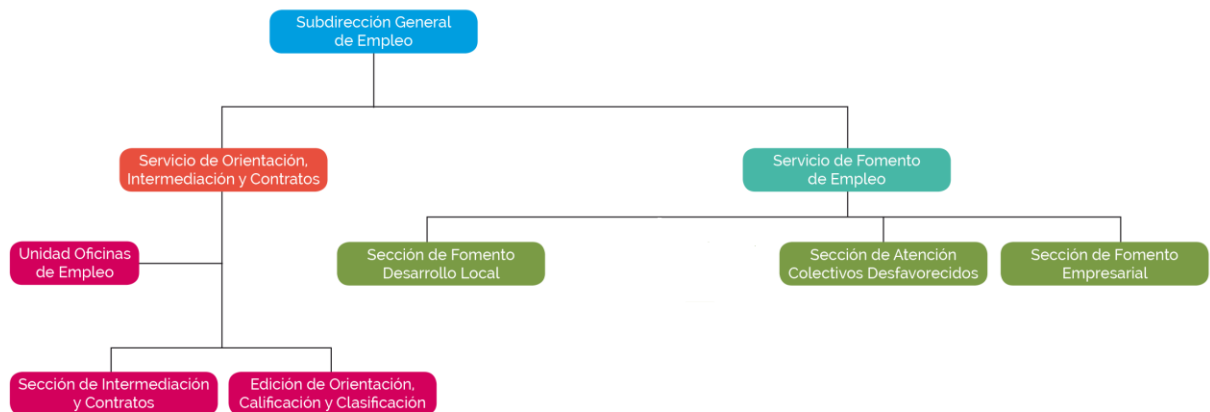 Subdirección General
de Empleo
Servicio de Orientación,
Intermediación y Contratos
Servicio de Fomento
de Empleo
Unidad Oficinas
de Empleo
Sección de Fomento
Desarrollo Local
Sección de Atención
Colectivos Desfavorecidos
Sección de Fomento
Empresarial
Sección de Intermediación
y Contratos
Edición de Orientación,
Calificación y Clasificación